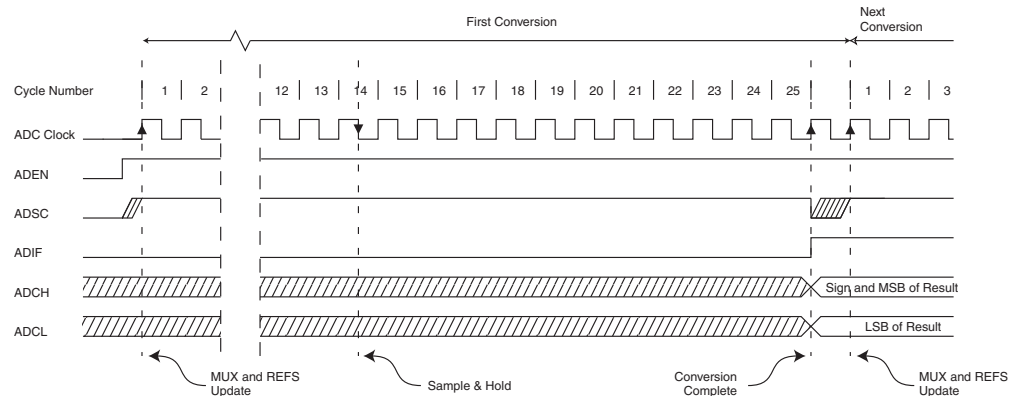 Next
Conversion
First Conversion
Cycle Number
1 2 12 13 14 15 16 17 18 19 20 21 22 23 24 25 1 2 3
ADC Clock
ADEN
ADSC
ADIF
ADCH
Sign and MSB of Result
ADCL
LSB of Result
MUX and REFS
Update
Sample & Hold
Conversion
Complete
MUX and REFS
Update